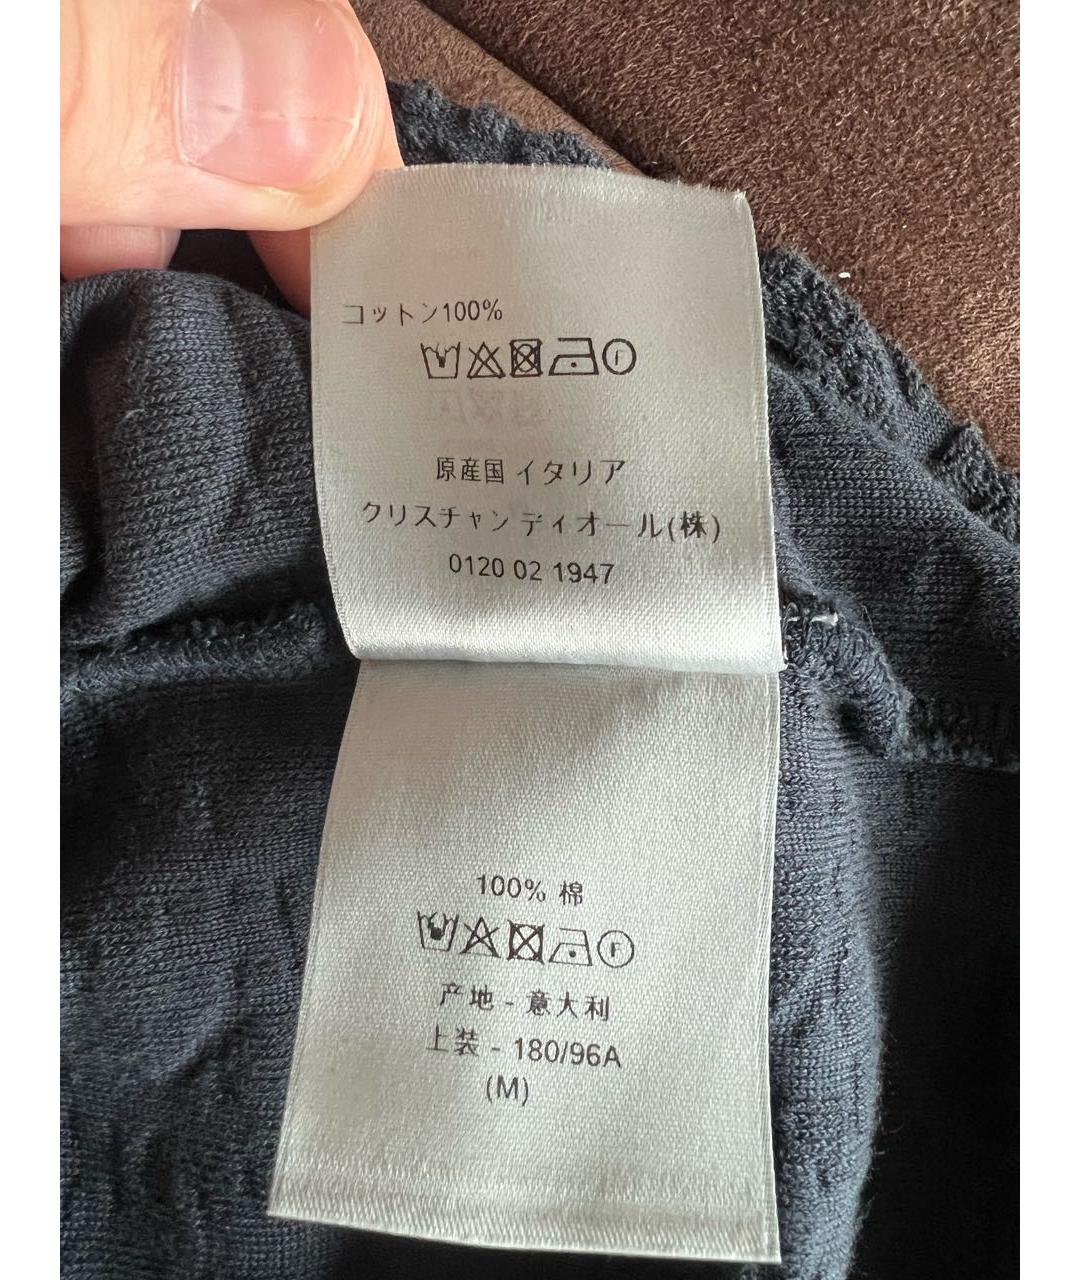 コットン100%
原産国 イタリア
クリスチャン ディオール(株)
0120 02 1947
100% 棉
产地 - 意大利
上装 - 180/96A
(M)